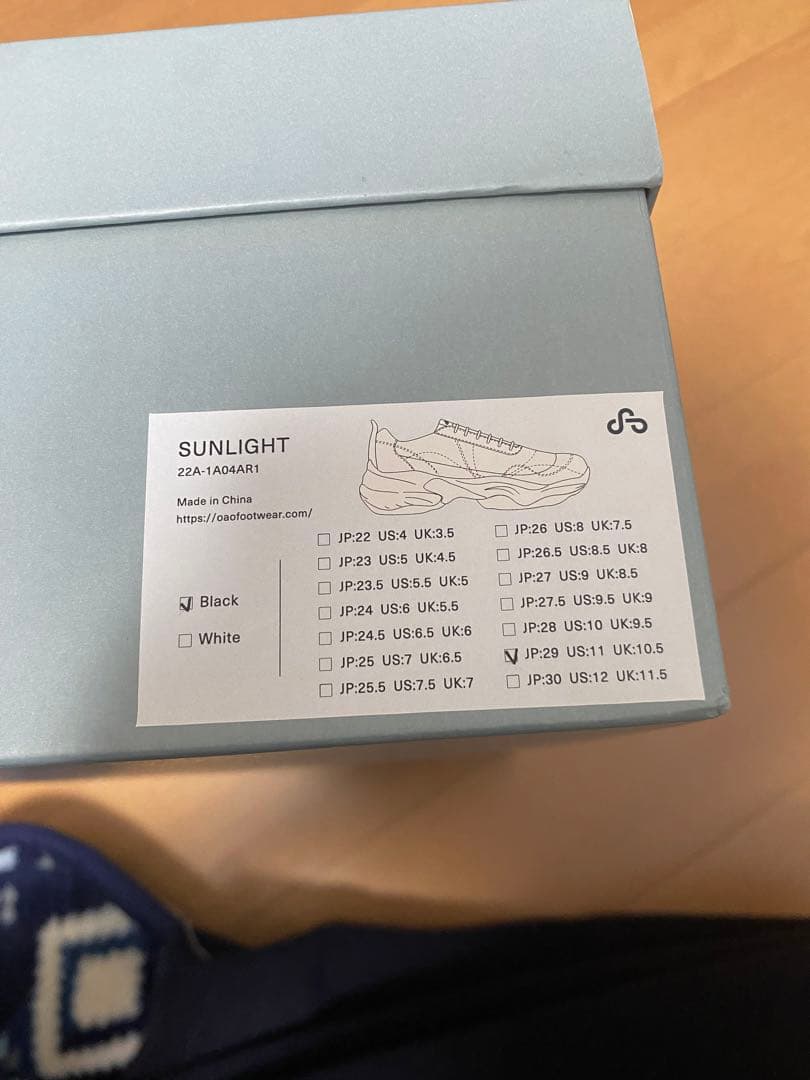 SUNLIGHT
22A-1A04AR1
Made in China
https://oaofootwear.com/
Black
White
JP:22 US:4 UK:3.5
JP:23 US:5 UK:4.5
JP:23.5 US:5.5 UK:5
JP:24 US:6 UK:5.5
JP:24.5 US:6.5 UK:6
JP:25 US:7 UK:6.5
JP:25.5 US:7.5 UK:7
JP:26 US:8 UK:7.5
JP:26.5 US:8.5 UK:8
JP:27 US:9 UK:8.5
JP:27.5 US:9.5 UK:9
JP:28 US:10 UK:9.5
JP:29 US:11 UK:10.5
JP:30 US:12 UK:11.5